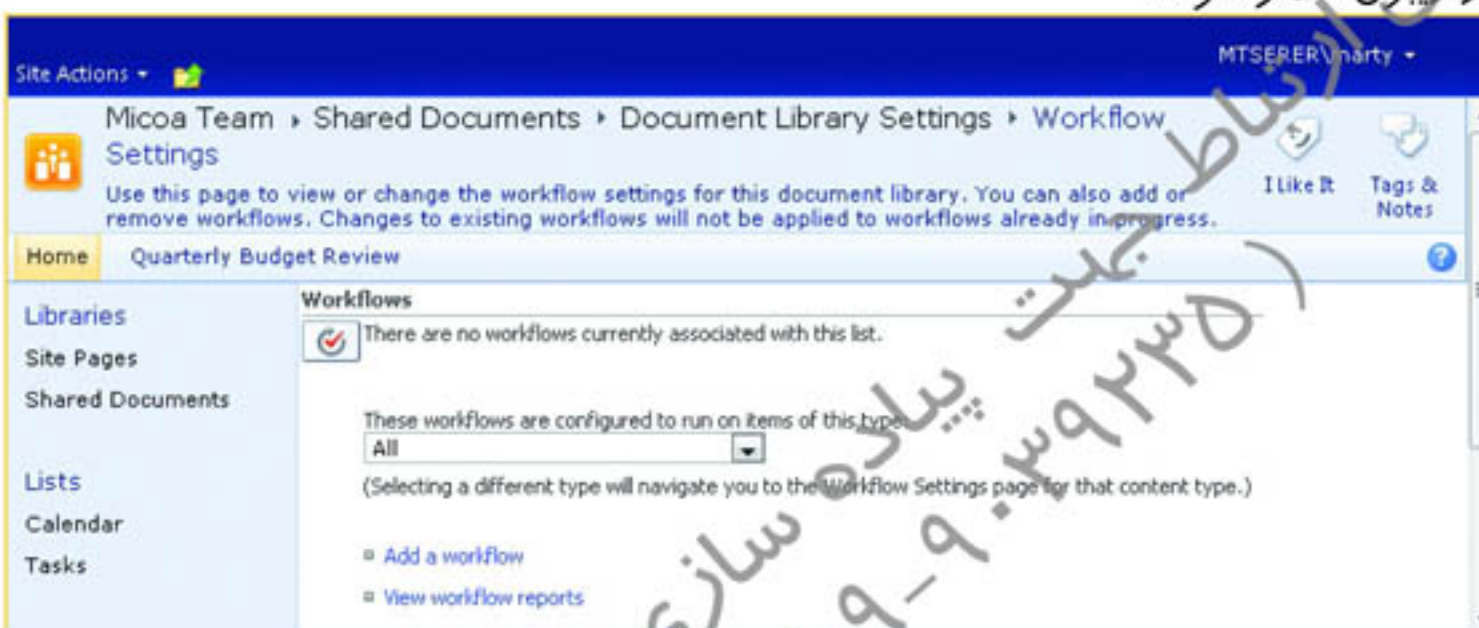 MTSERER\marty
Site Actions
Micoa Team ▸ Shared Documents ▸ Document Library Settings ▸ Workflow
Settings
Use this page to view or change the workflow settings for this document library. You can also add or
remove workflows. Changes to existing workflows will not be applied to workflows already in progress.
I Like It
Tags &
Notes
Home Quarterly Budget Review
Libraries
Site Pages
Shared Documents
Lists
Calendar
Tasks
Workflows
There are no workflows currently associated with this list.
These workflows are configured to run on items of this type:
All
(Selecting a different type will navigate you to the Workflow Settings page for that content type.)
Add a workflow
View workflow reports
ارتباط جهت پیاده سازی